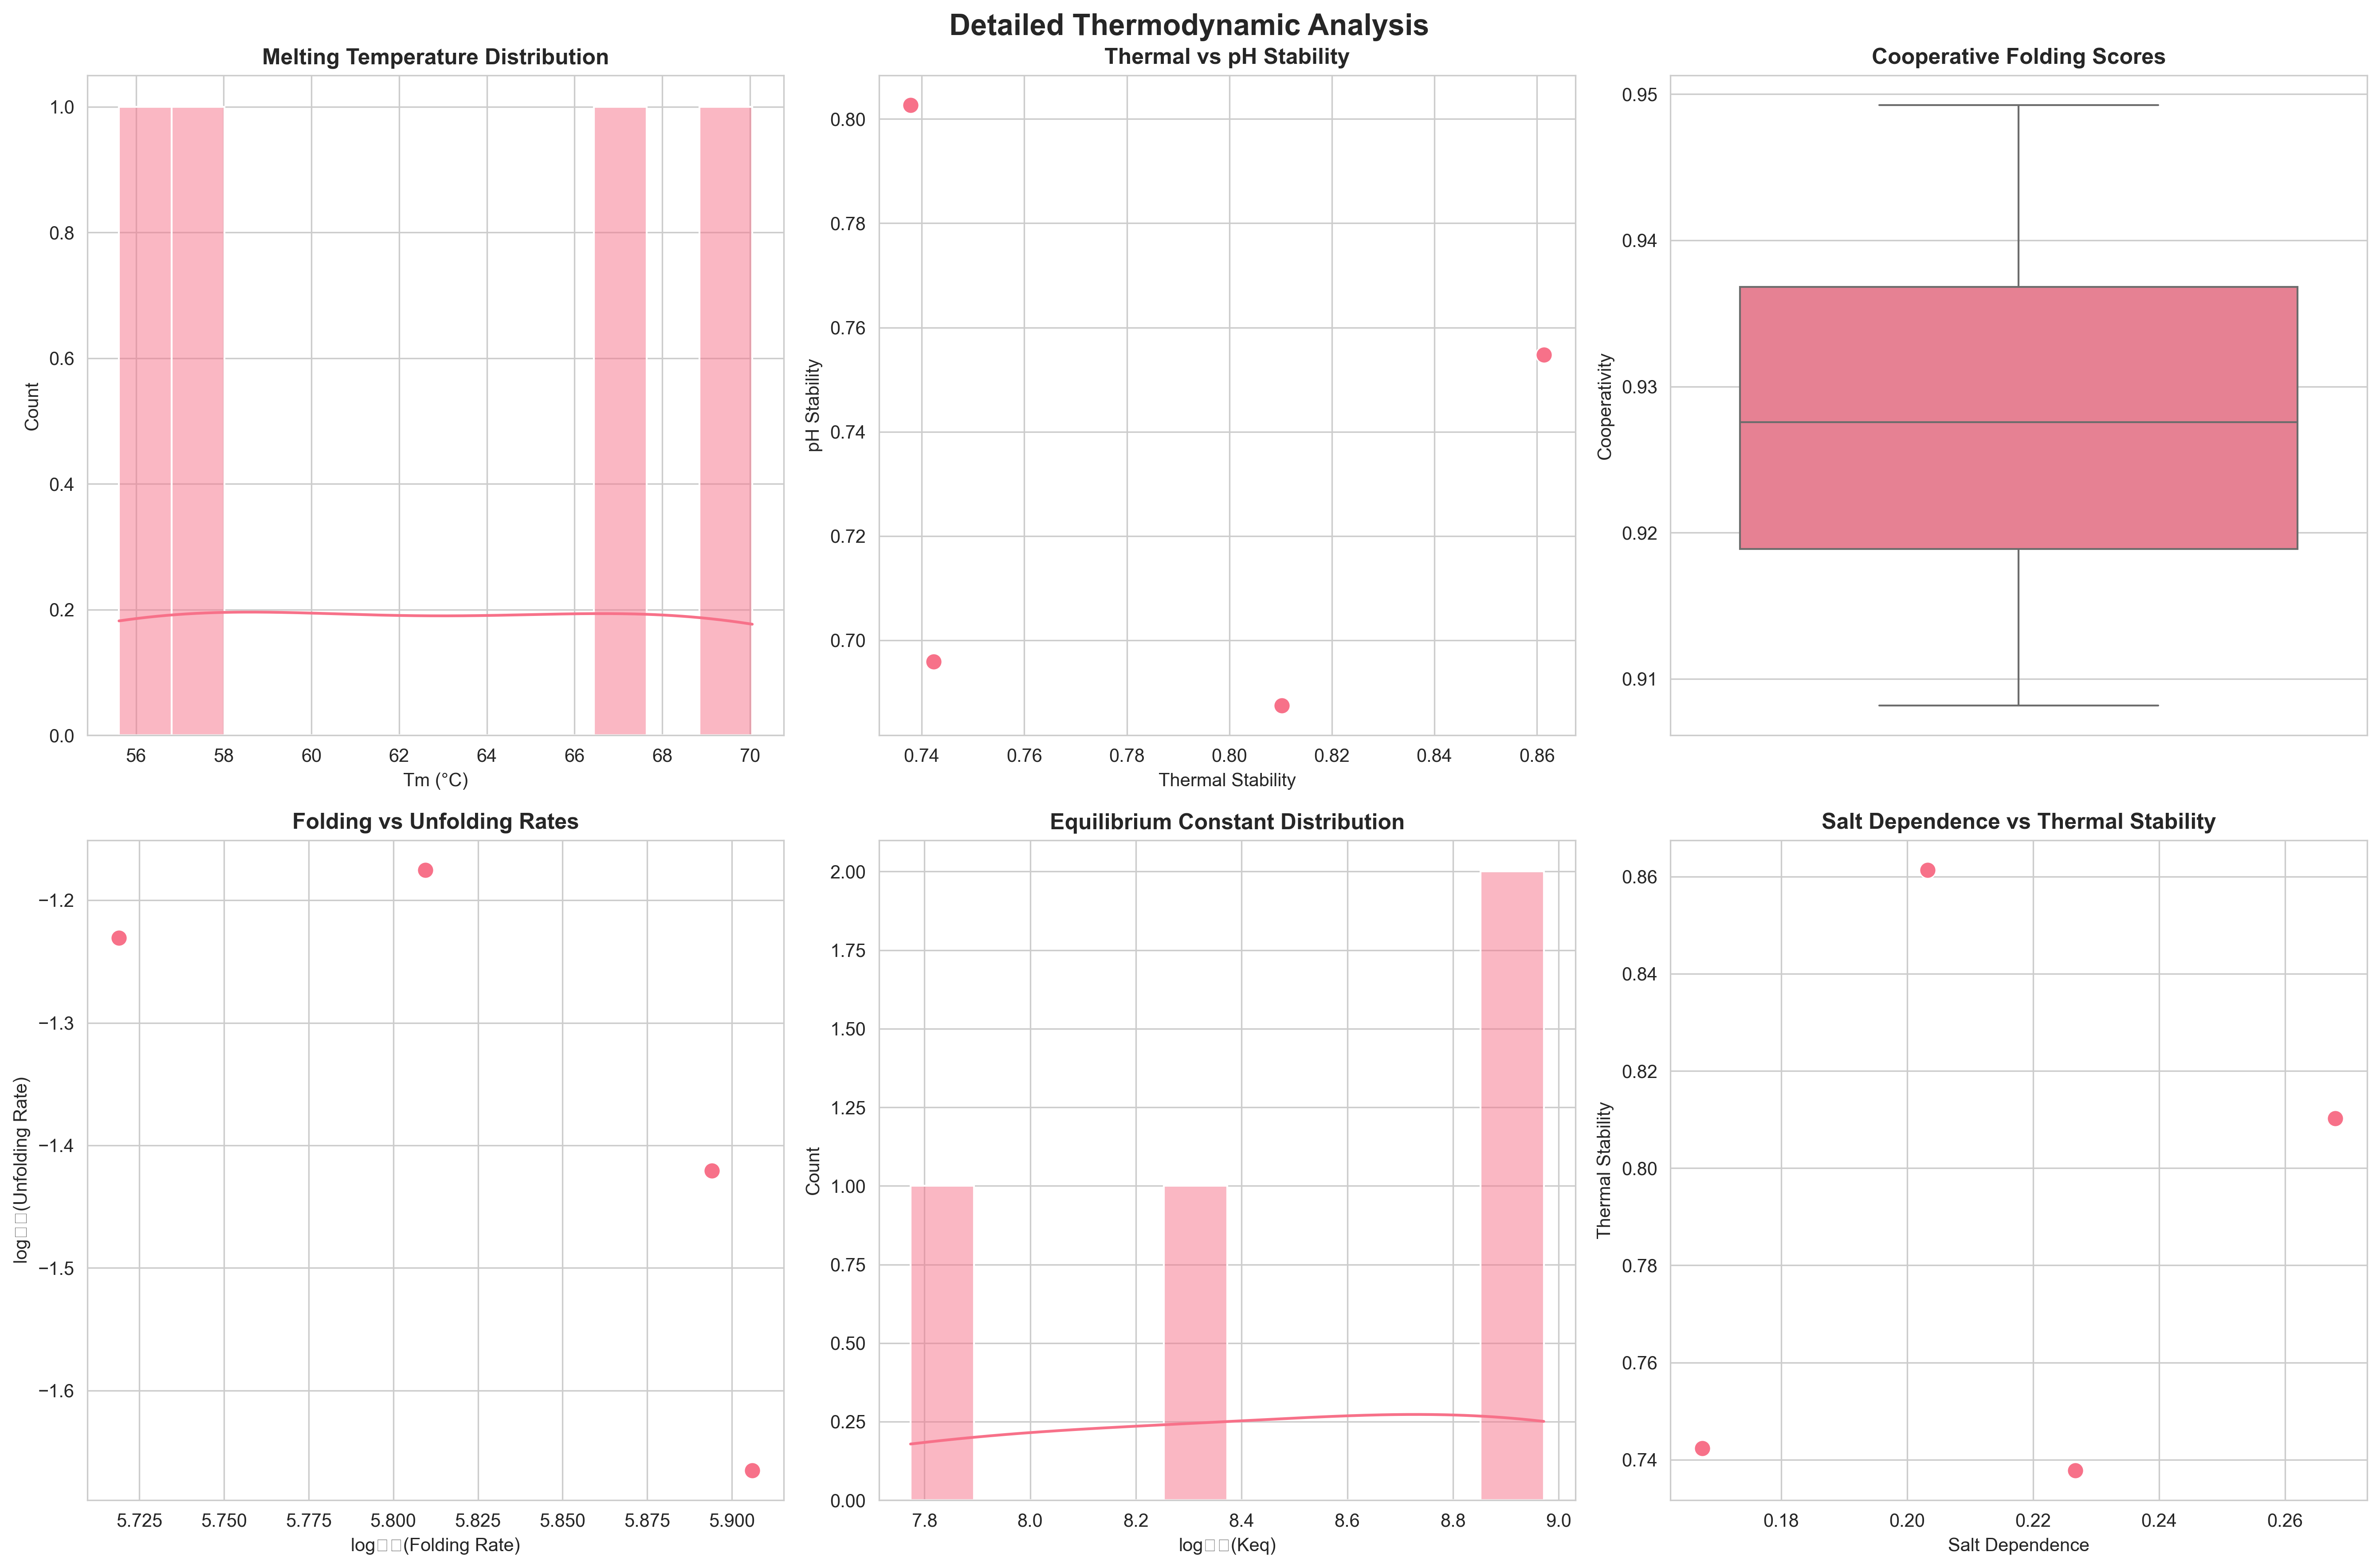 Detailed Thermodynamic Analysis
Melting Temperature Distribution
1.0
0.8
0.6
0.4
0.2
0.0
Count
56 58 60 62 64 66 68 70
Tm (°C)
Thermal vs pH Stability
0.80
0.78
0.76
0.74
0.72
0.70
pH Stability
0.74 0.76 0.78 0.80 0.82 0.84 0.86
Thermal Stability
Cooperative Folding Scores
0.95
0.94
0.93
0.92
0.91
Cooperativity
Folding vs Unfolding Rates
−1.2
−1.3
−1.4
−1.5
−1.6
log□□(Unfolding Rate)
5.725 5.750 5.775 5.800 5.825 5.850 5.875 5.900
log□□(Folding Rate)
Equilibrium Constant Distribution
2.00
1.75
1.50
1.25
1.00
0.75
0.50
0.25
0.00
Count
7.8 8.0 8.2 8.4 8.6 8.8 9.0
log□□(Keq)
Salt Dependence vs Thermal Stability
0.86
0.84
0.82
0.80
0.78
0.76
0.74
Thermal Stability
0.18 0.20 0.22 0.24 0.26
Salt Dependence